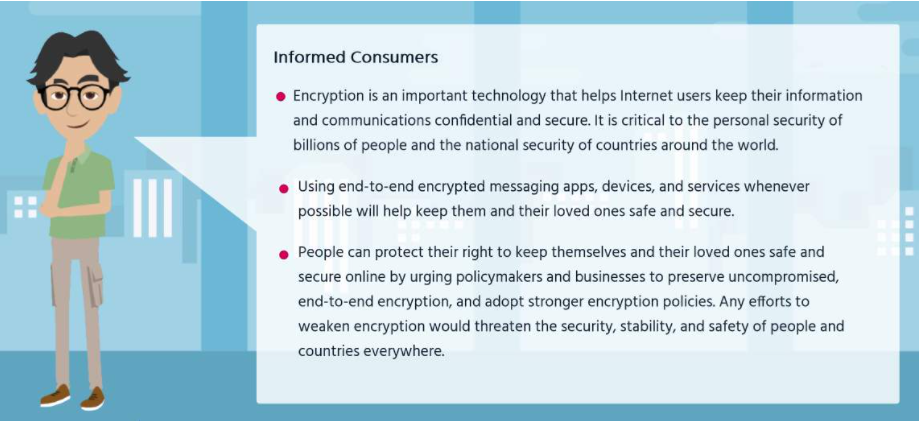 Informed Consumers
Encryption is an important technology that helps Internet users keep their information
and communications confidential and secure. It is critical to the personal security of
billions of people and the national security of countries around the world.
Using end-to-end encrypted messaging apps, devices, and services whenever
possible will help keep them and their loved ones safe and secure.
People can protect their right to keep themselves and their loved ones safe and
secure online by urging policymakers and businesses to preserve uncompromised,
end-to-end encryption, and adopt stronger encryption policies. Any efforts to
weaken encryption would threaten the security, stability, and safety of people and
countries everywhere.